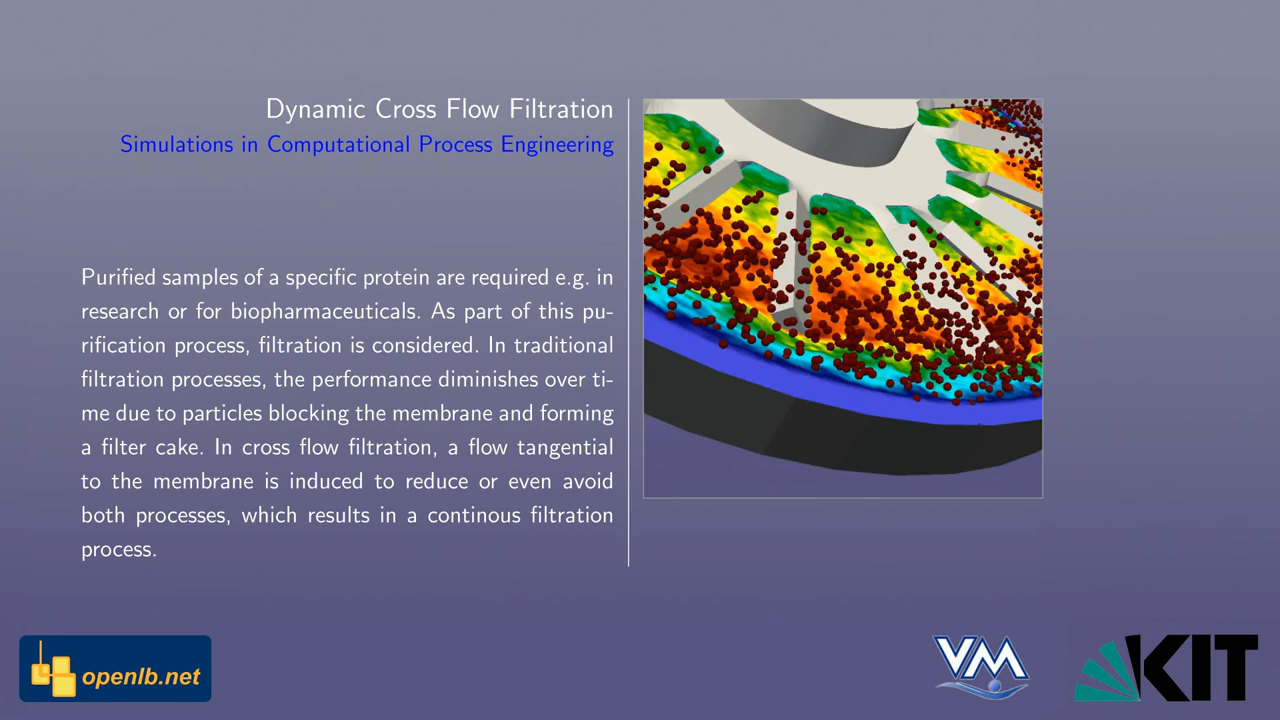 Dynamic Cross Flow Filtration
Simulations in Computational Process Engineering
Purified samples of a specific protein are required e.g. in
research or for biopharmaceuticals. As part of this pu-
rification process, filtration is considered. In traditional
filtration processes, the performance diminishes over ti-
me due to particles blocking the membrane and forming
a filter cake. In cross flow filtration, a flow tangential
to the membrane is induced to reduce or even avoid
both processes, which results in a continous filtration
process.
openlb.net
VM
KIT